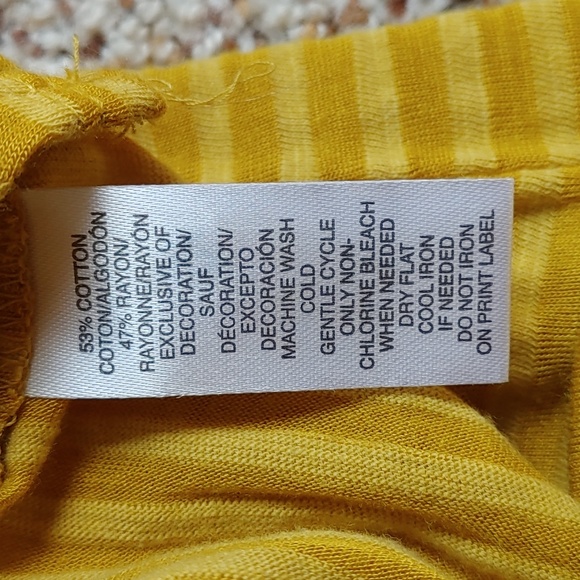 53% COTTON
COTON/ALGODÓN
47% RAYON/
RAYONNE/RAYON
EXCLUSIVE OF
DECORATION/
SAUF
DÉCORATION/
EXCEPTO
DECORACIÓN
MACHINE WASH
COLD
GENTLE CYCLE
ONLY NON-
CHLORINE BLEACH
WHEN NEEDED
DRY FLAT
COOL IRON
IF NEEDED
DO NOT IRON
ON PRINT LABEL